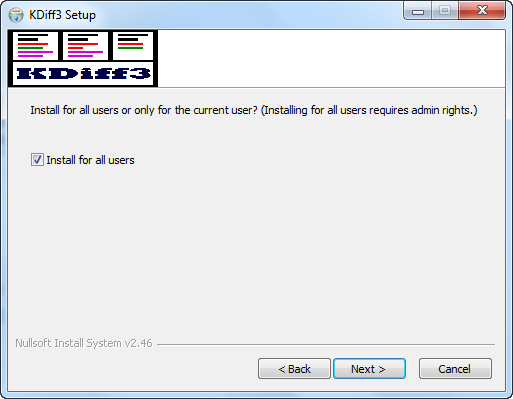 KDiff3 Setup
KDiff3
Install for all users or only for the current user? (Installing for all users requires admin rights.)
Install for all users
Nullsoft Install System v2.46
< Back
Next >
Cancel